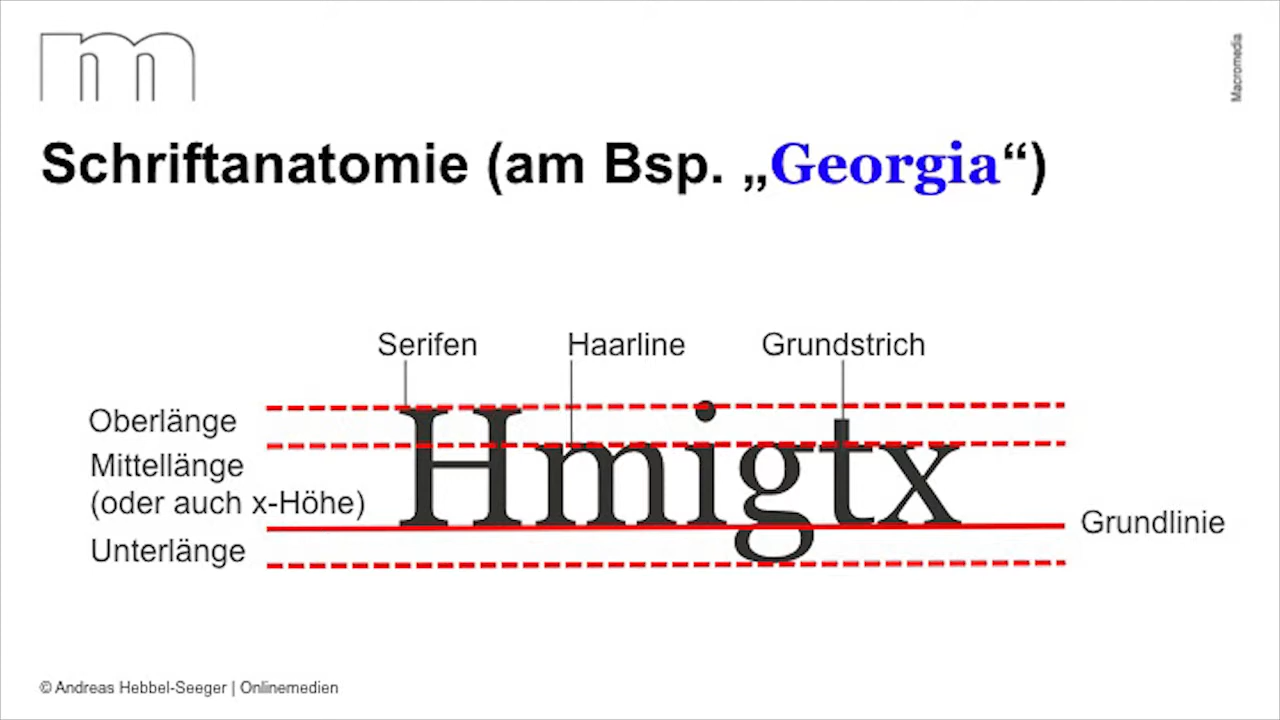 m
Macromedia
Schriftanatomie (am Bsp. „Georgia“)
Serifen Haarline Grundstrich
Oberlänge
Mittellänge
(oder auch x-Höhe)
Unterlänge
Hmigtx
Grundlinie
© Andreas Hebbel-Seeger | Onlinemedien